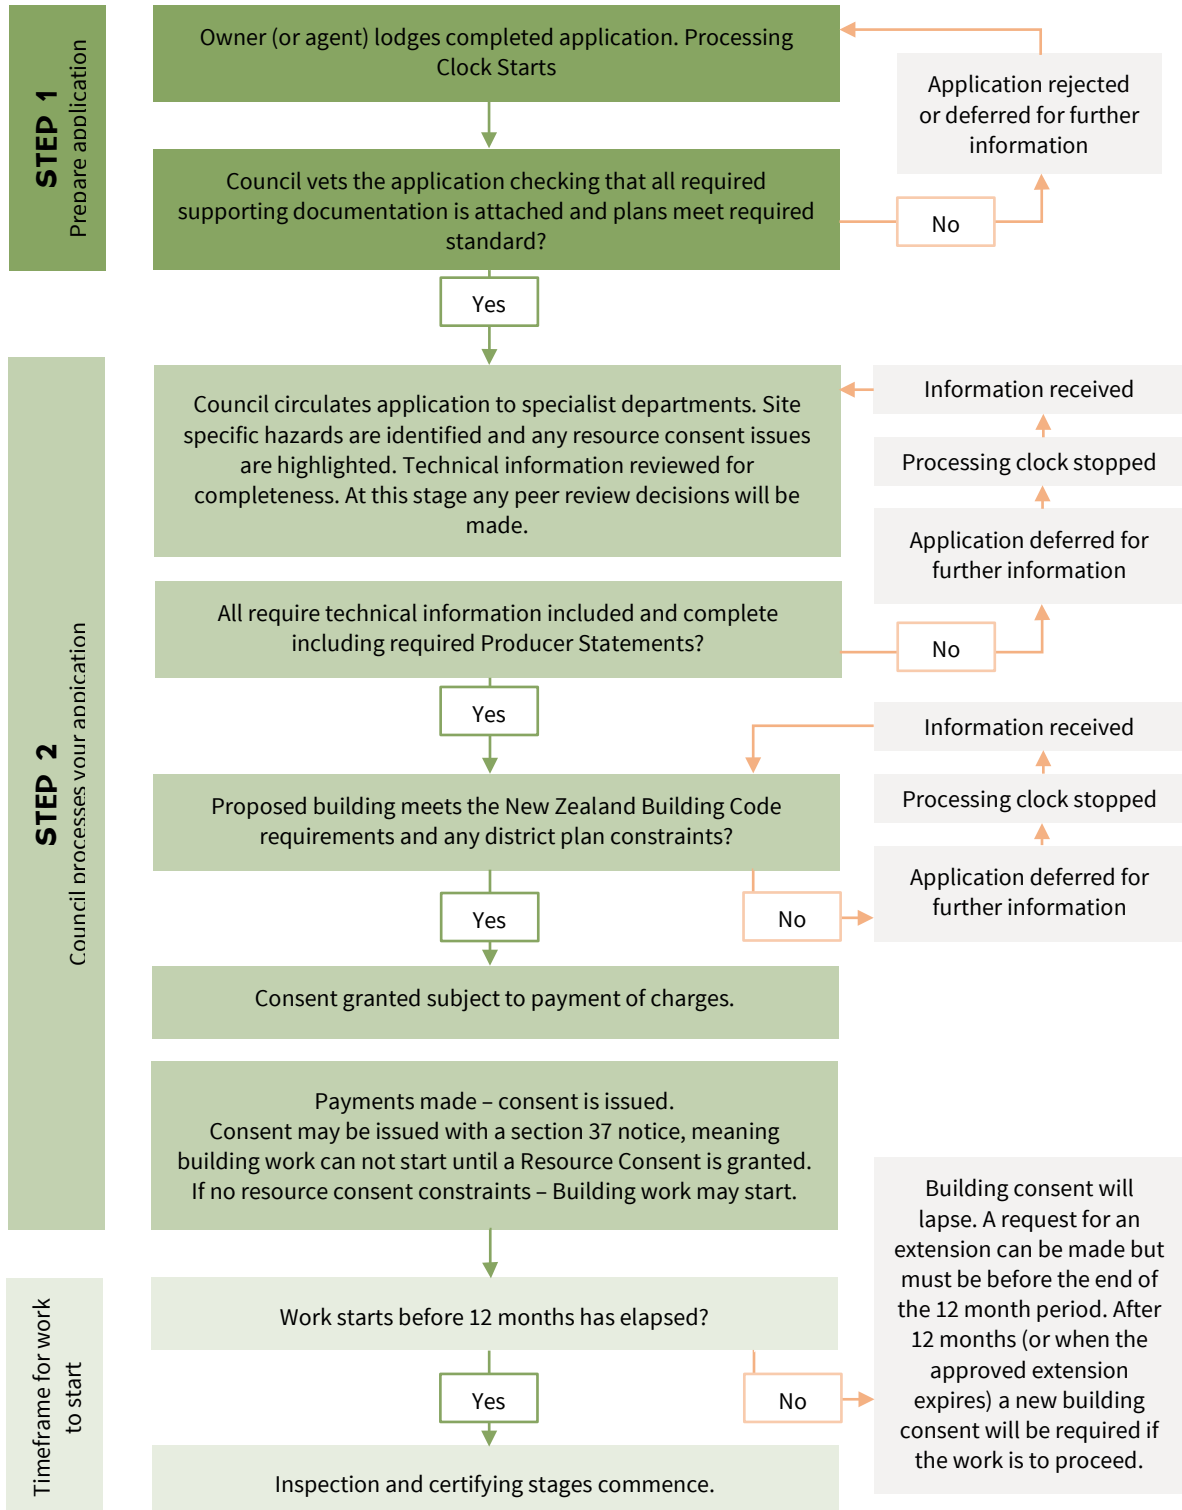 STEP 1
Prepare application
Owner (or agent) lodges completed application. Processing
Clock Starts
Application rejected
or deferred for further
information
Council vets the application checking that all required
supporting documentation is attached and plans meet required
standard?
No
Yes
STEP 2
Council processes your application
Council circulates application to specialist departments. Site
specific hazards are identified and any resource consent issues
are highlighted. Technical information reviewed for
completeness. At this stage any peer review decisions will be
made.
Information received
Processing clock stopped
Application deferred for
further information
All require technical information included and complete
including required Producer Statements?
No
Yes
Information received
Processing clock stopped
Application deferred for
further information
Proposed building meets the New Zealand Building Code
requirements and any district plan constraints?
No
Yes
Consent granted subject to payment of charges.
Payments made – consent is issued.
Consent may be issued with a section 37 notice, meaning
building work can not start until a Resource Consent is granted.
If no resource consent constraints – Building work may start.
Timeframe for work
to start
Work starts before 12 months has elapsed?
Yes
No
Building consent will
lapse. A request for an
extension can be made but
must be before the end of
the 12 month period. After
12 months (or when the
approved extension
expires) a new building
consent will be required if
the work is to proceed.
Inspection and certifying stages commence.